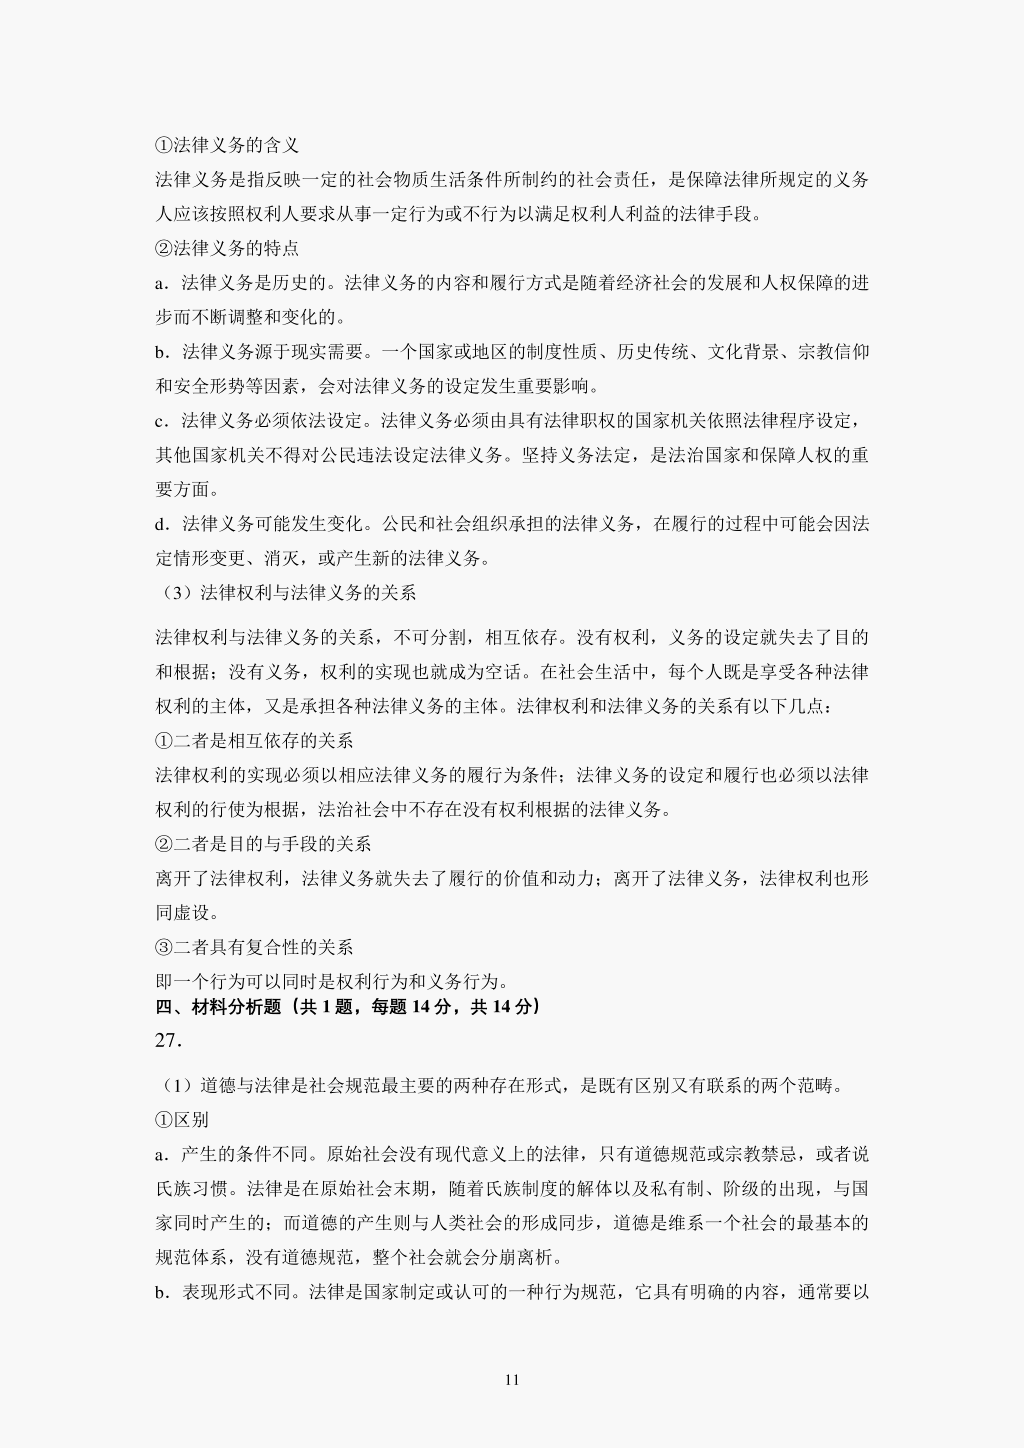 ①法律义务的含义
法律义务是指反映一定的社会物质生活条件所制约的社会责任，是保障法律所规定的义务
人应该按照权利人要求从事一定行为或不行为以满足权利人利益的法律手段。
②法律义务的特点
a．法律义务是历史的。法律义务的内容和履行方式是随着经济社会的发展和人权保障的进
步而不断调整和变化的。
b．法律义务源于现实需要。一个国家或地区的制度性质、历史传统、文化背景、宗教信仰
和安全形势等因素，会对法律义务的设定发生重要影响。
c．法律义务必须依法设定。法律义务必须由具有法律职权的国家机关依照法律程序设定，
其他国家机关不得对公民违法设定法律义务。坚持义务法定，是法治国家和保障人权的重
要方面。
d．法律义务可能发生变化。公民和社会组织承担的法律义务，在履行的过程中可能会因法
定情形变更、消灭，或产生新的法律义务。
（3）法律权利与法律义务的关系
法律权利与法律义务的关系，不可分割，相互依存。没有权利，义务的设定就失去了目的
和根据；没有义务，权利的实现也就成为空话。在社会生活中，每个人既是享受各种法律
权利的主体，又是承担各种法律义务的主体。法律权利和法律义务的关系有以下几点：
①二者是相互依存的关系
法律权利的实现必须以相应法律义务的履行为条件；法律义务的设定和履行也必须以法律
权利的行使为根据，法治社会中不存在没有权利根据的法律义务。
②二者是目的与手段的关系
离开了法律权利，法律义务就失去了履行的价值和动力；离开了法律义务，法律权利也形
同虚设。
③二者具有复合性的关系
即一个行为可以同时是权利行为和义务行为。
四、材料分析题（共 1 题，每题 14 分，共 14 分）
27．
（1）道德与法律是社会规范最主要的两种存在形式，是既有区别又有联系的两个范畴。
①区别
a．产生的条件不同。原始社会没有现代意义上的法律，只有道德规范或宗教禁忌，或者说
氏族习惯。法律是在原始社会末期，随着氏族制度的解体以及私有制、阶级的出现，与国
家同时产生的；而道德的产生则与人类社会的形成同步，道德是维系一个社会的最基本的
规范体系，没有道德规范，整个社会就会分崩离析。
b．表现形式不同。法律是国家制定或认可的一种行为规范，它具有明确的内容，通常要以
11